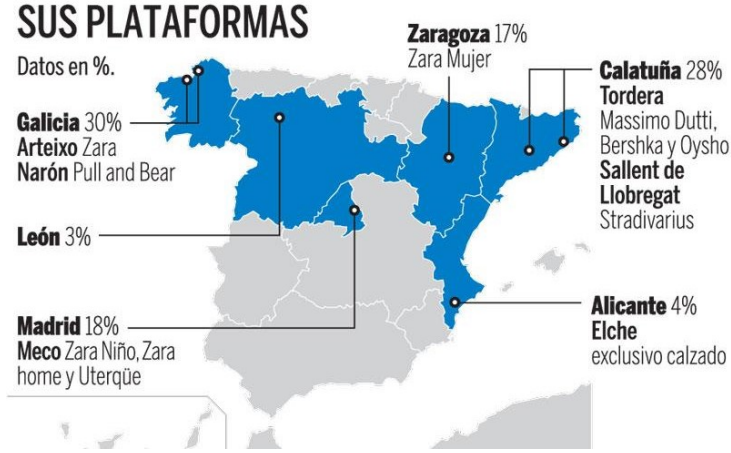 SUS PLATAFORMAS
Datos en %.
Galicia 30%
Arteixo Zara
Narón Pull and Bear
León 3%
Madrid 18%
Meco Zara Niño, Zara
home y Uterqüe
Zaragoza 17%
Zara Mujer
Calatuña 28%
Tordera
Massimo Dutti,
Bershka y Oysho
Sallent de
Llobregat
Stradivarius
Alicante 4%
Elche
exclusivo calzado